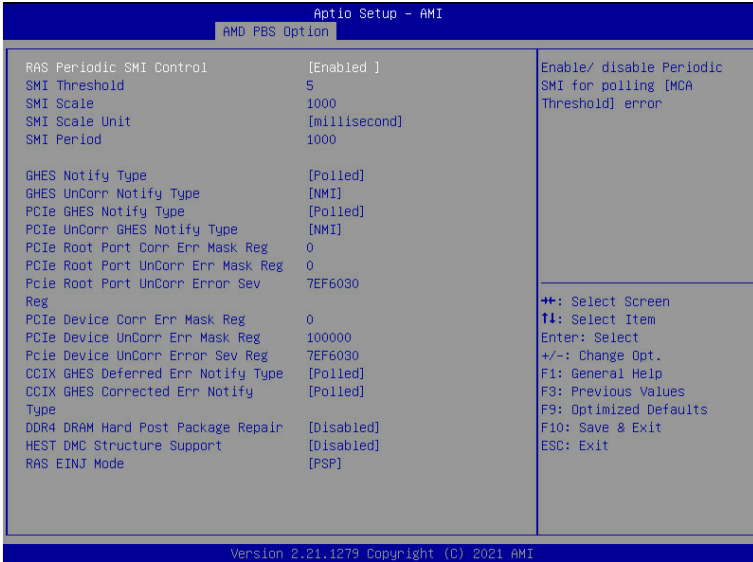 Aptio Setup – AMI
AMD PBS Option
RAS Periodic SMI Control [Enabled ]
SMI Threshold 5
SMI Scale 1000
SMI Scale Unit [millisecond]
SMI Period 1000
GHES Notify Type [Polled]
GHES UnCorr Notify Type [NMI]
PCIe GHES Notify Type [Polled]
PCIe UnCorr GHES Notify Type [NMI]
PCIe Root Port Corr Err Mask Reg 0
PCIe Root Port UnCorr Err Mask Reg 0
Pcie Root Port UnCorr Error Sev 7EF6030
Reg
PCIe Device Corr Err Mask Reg 0
PCIe Device UnCorr Err Mask Reg 100000
Pcie Device UnCorr Error Sev Reg 7EF6030
CCIX GHES Deferred Err Notify Type [Polled]
CCIX GHES Corrected Err Notify [Polled]
Type
DDR4 DRAM Hard Post Package Repair [Disabled]
HEST DMC Structure Support [Disabled]
RAS EINJ Mode [PSP]
Enable/ disable Periodic
SMI for polling [MCA
Threshold] error
→←: Select Screen
↑↓: Select Item
Enter: Select
+/-: Change Opt.
F1: General Help
F3: Previous Values
F9: Optimized Defaults
F10: Save & Exit
ESC: Exit
Version 2.21.1279 Copyright (C) 2021 AMI